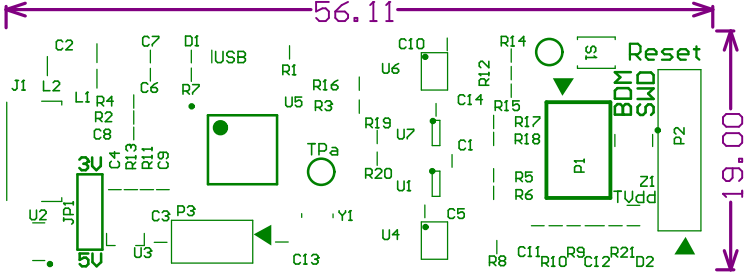 56.11
C2
C7
D1
USB
C10
R14
S1
Reset
J1
L2
L1
C6
R7
R1
R16
U5
R3
U6
R12
C14
R15
BDM
SWD
R4
R2
C8
R19
U7
C1
R17
R18
P2
19.00
3V
C4
R13
R11
C9
TPa
R20
U1
R5
R6
P1
Z1
TVdd
U2
JP1
C3
P3
Y1
C5
U4
5V
U3
C13
R8
C11
R10
R9
C12
R21
D2